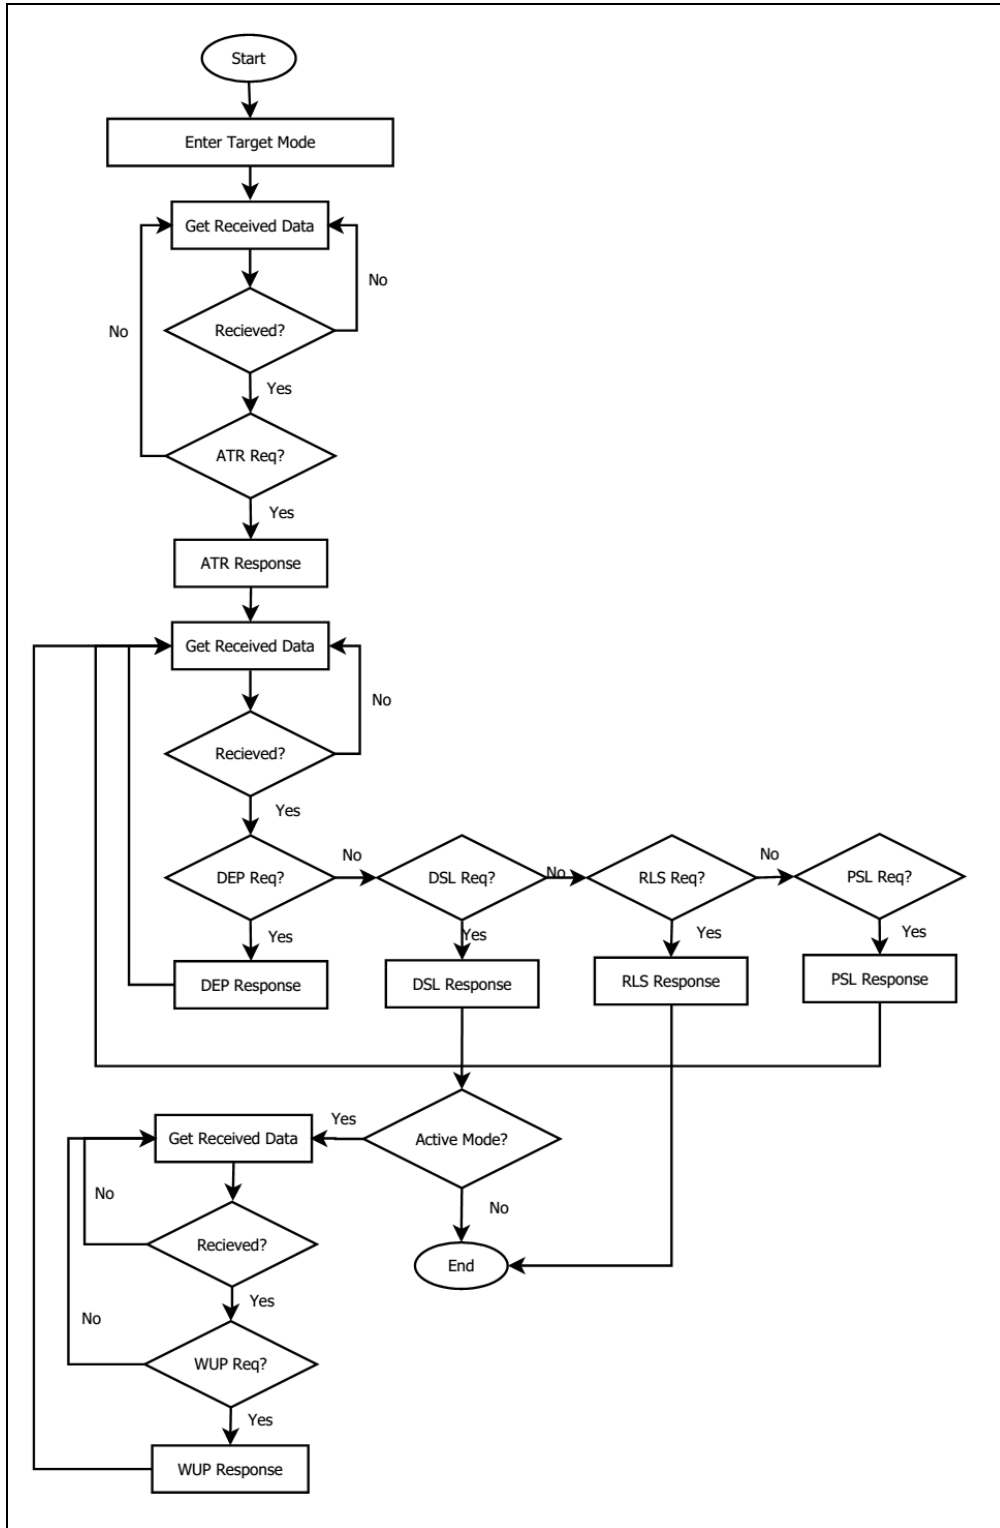 Start
Enter Target Mode
Get Received Data
No
Recieved?
No
Yes
ATR Req?
Yes
ATR Response
Get Received Data
No
Recieved?
Yes
DEP Req?
No
DSL Req?
No
RLS Req?
No
PSL Req?
Yes
Yes
Yes
Yes
DEP Response
DSL Response
RLS Response
PSL Response
Get Received Data
Yes
Active Mode?
No
No
Recieved?
End
Yes
No
WUP Req?
Yes
WUP Response